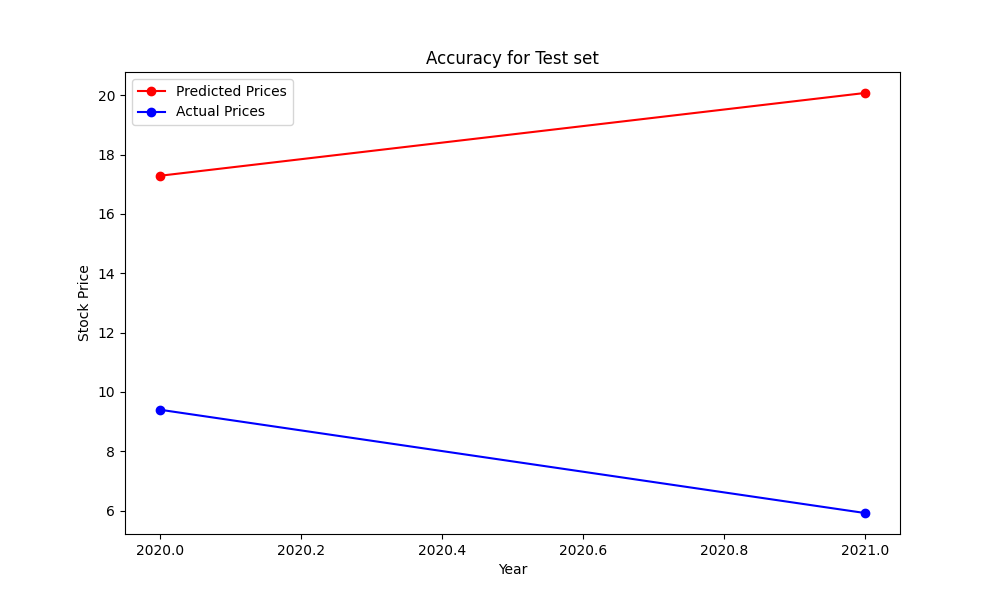 Accuracy for Test set
Predicted Prices
Actual Prices
20
18
16
14
12
10
8
6
Stock Price
2020.0 2020.2 2020.4 2020.6 2020.8 2021.0
Year